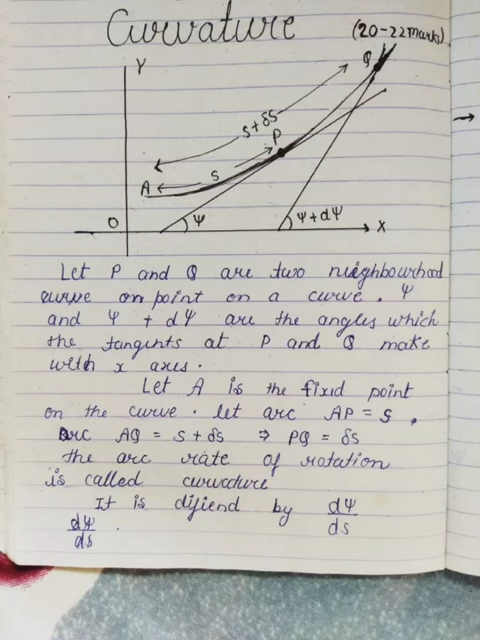 Curvature
(20-22 marks)
Y
Q
s+δs
P
s
A
→
O
ψ
ψ+dψ
X
Let P and Q are two neighbourhood
curve on point on a curve. ψ
and ψ + dψ are the angles which
the tangents at P and Q make
with x axes.
Let A is the fixed point
on the curve. let arc AP = s,
arc AQ = s + δs ⇒ PQ = δs
the arc rate of rotation
is called curvature
It is difiend by dψ/ds
dψ/ds.